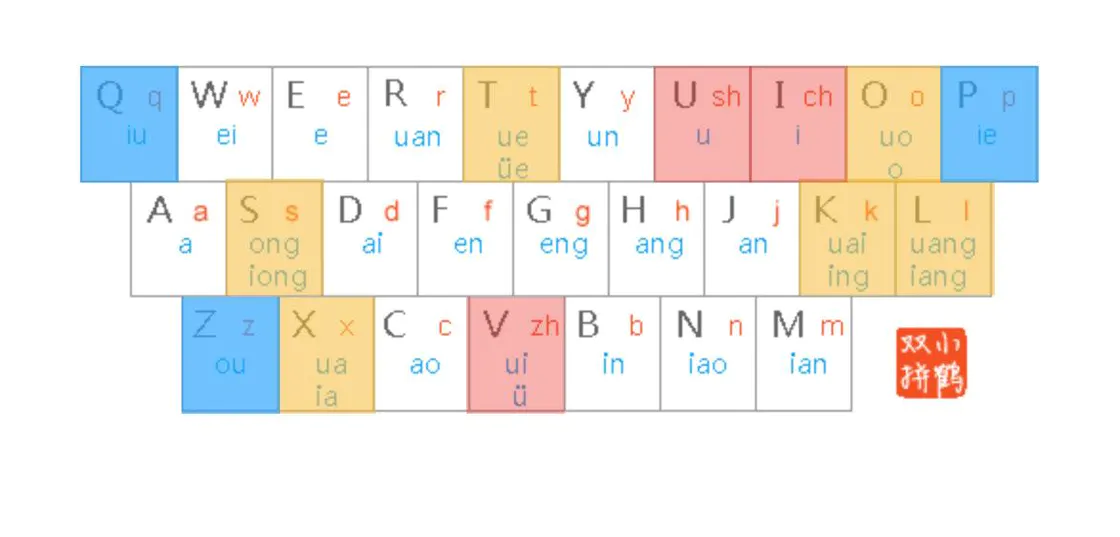 Q q W w E e R r T t Y y U sh I ch O o P p
iu ei e uan ue un u i uo ie
üe o
A a S s D d F f G g H h J j K k L l
a ong ai en eng ang an uai uang
iong ing iang
Z z X x C c V zh B b N n M m
ou ua ao ui in iao ian
ia ü
双小
拼鹤